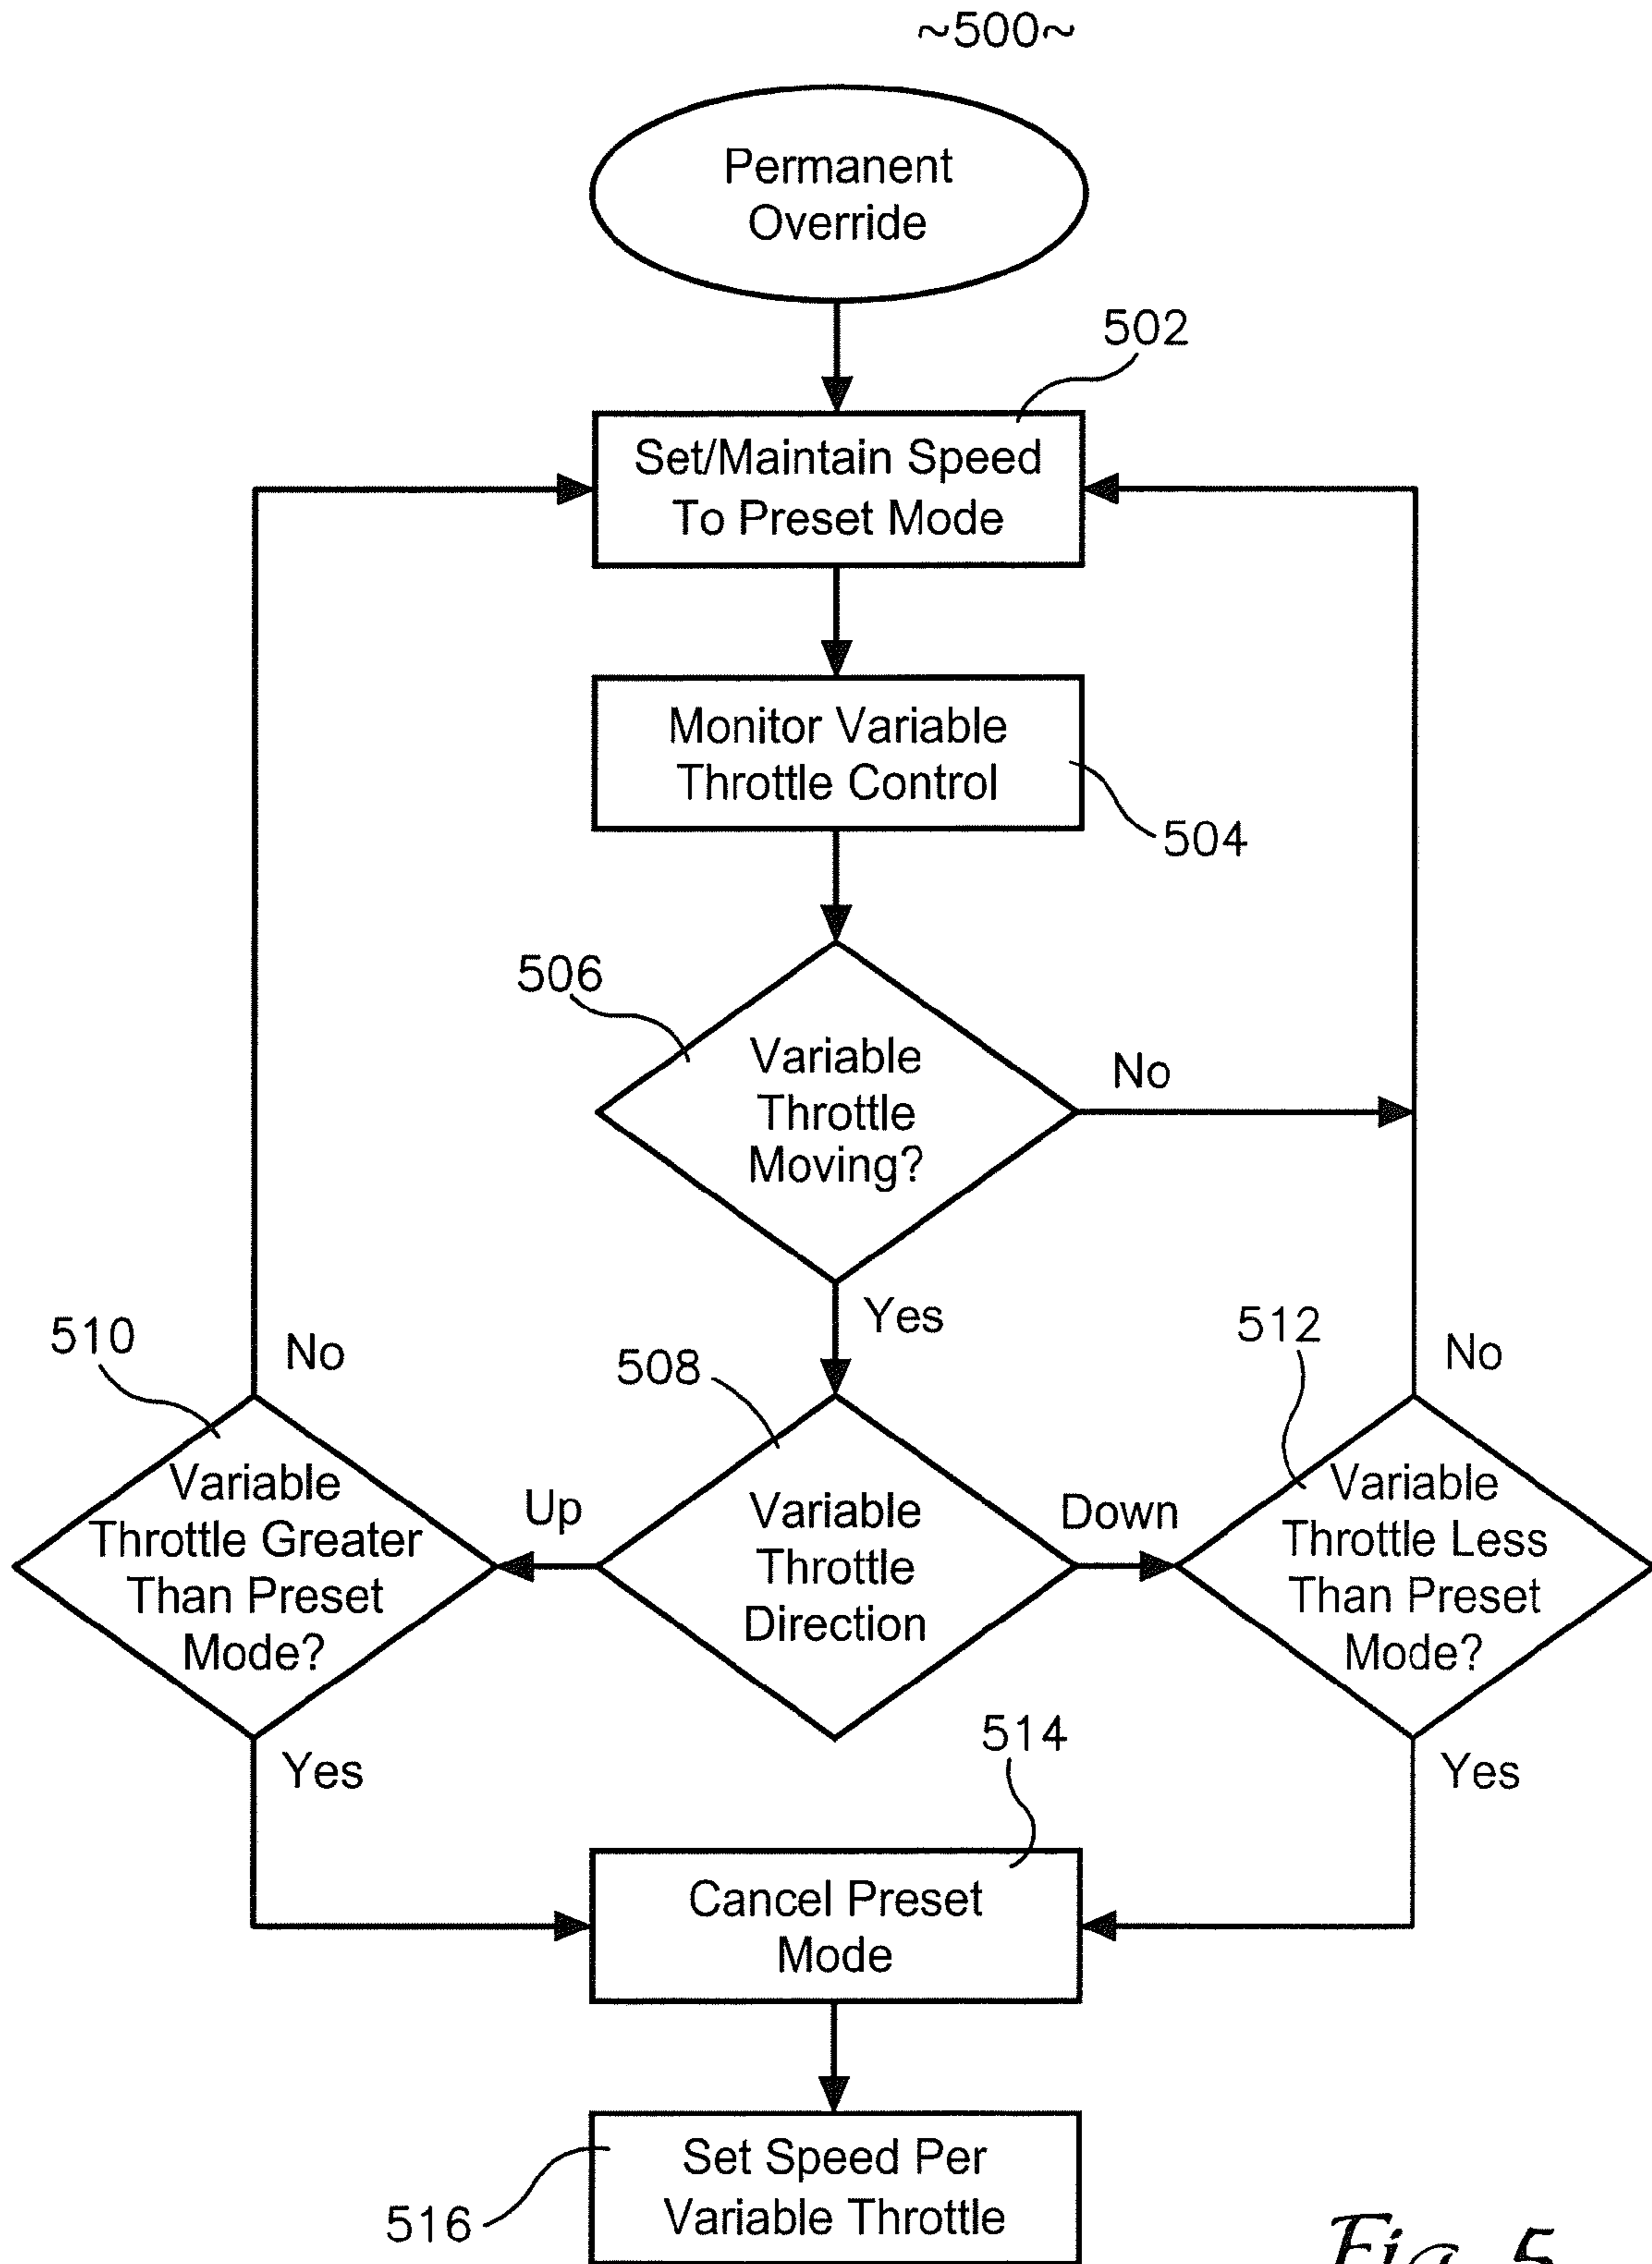 ~500~
Permanent
Override
502
Set/Maintain Speed
To Preset Mode
Monitor Variable
Throttle Control
504
506
Variable
Throttle
Moving?
No
Yes
510
No
508
512
No
Variable
Throttle Greater
Than Preset
Mode?
Up
Variable
Throttle
Direction
Down
Variable
Throttle Less
Than Preset
Mode?
Yes
514
Yes
Cancel Preset
Mode
Set Speed Per
Variable Throttle
516
Fig. 5